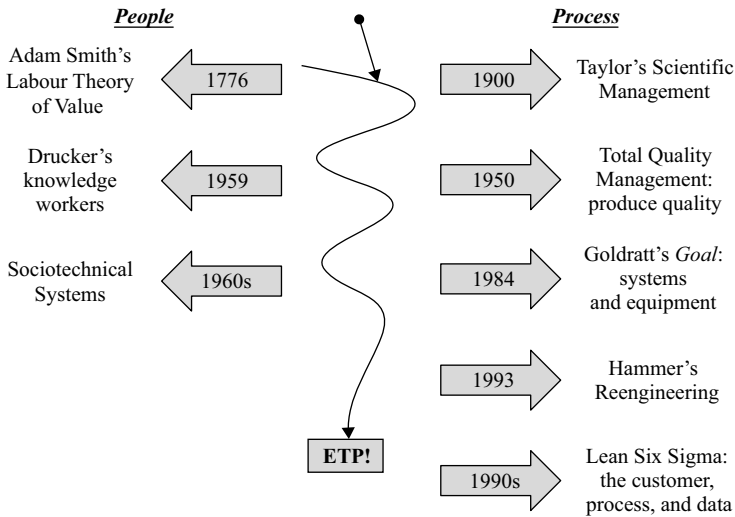 People
Adam Smith’s
Labour Theory
of Value
1776
Drucker’s
knowledge
workers
1959
Sociotechnical
Systems
1960s
ETP!
Process
1900
Taylor’s Scientific
Management
1950
Total Quality
Management:
produce quality
1984
Goldratt’s Goal:
systems
and equipment
1993
Hammer’s
Reengineering
1990s
Lean Six Sigma:
the customer,
process, and data